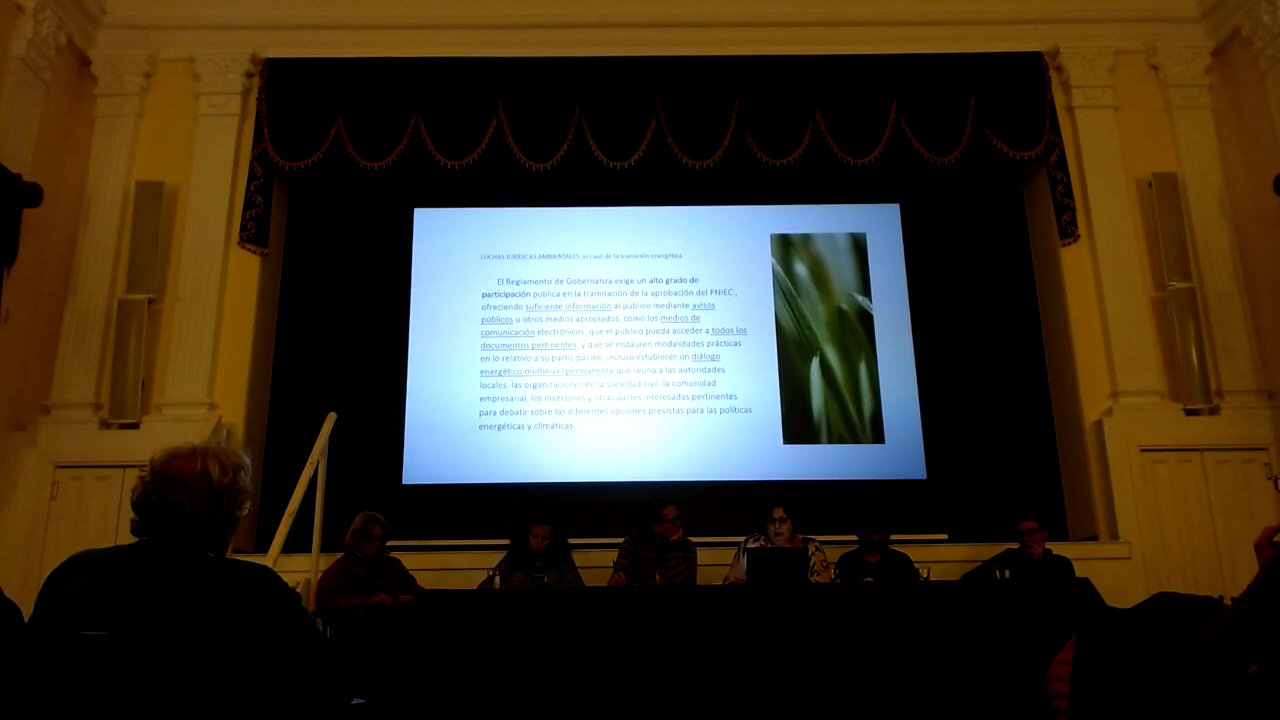 LUCHAS JURÍDICAS AMBIENTALES: el caso de la transición energética
El Reglamento de Gobernanza exige un alto grado de
participación pública en la tramitación de la aprobación del PNIEC,
ofreciendo suficiente información al público mediante avisos
públicos u otros medios apropiados, como los medios de
comunicación electrónicos, que el público pueda acceder a todos los
documentos pertinentes, y que se instauren modalidades prácticas
en lo relativo a su participación, incluso establecer un diálogo
energético multinivel permanente que reúna a las autoridades
locales, las organizaciones de la sociedad civil, la comunidad
empresarial, los inversores y otras partes interesadas pertinentes
para debatir sobre las diferentes opciones previstas para las políticas
energéticas y climáticas.